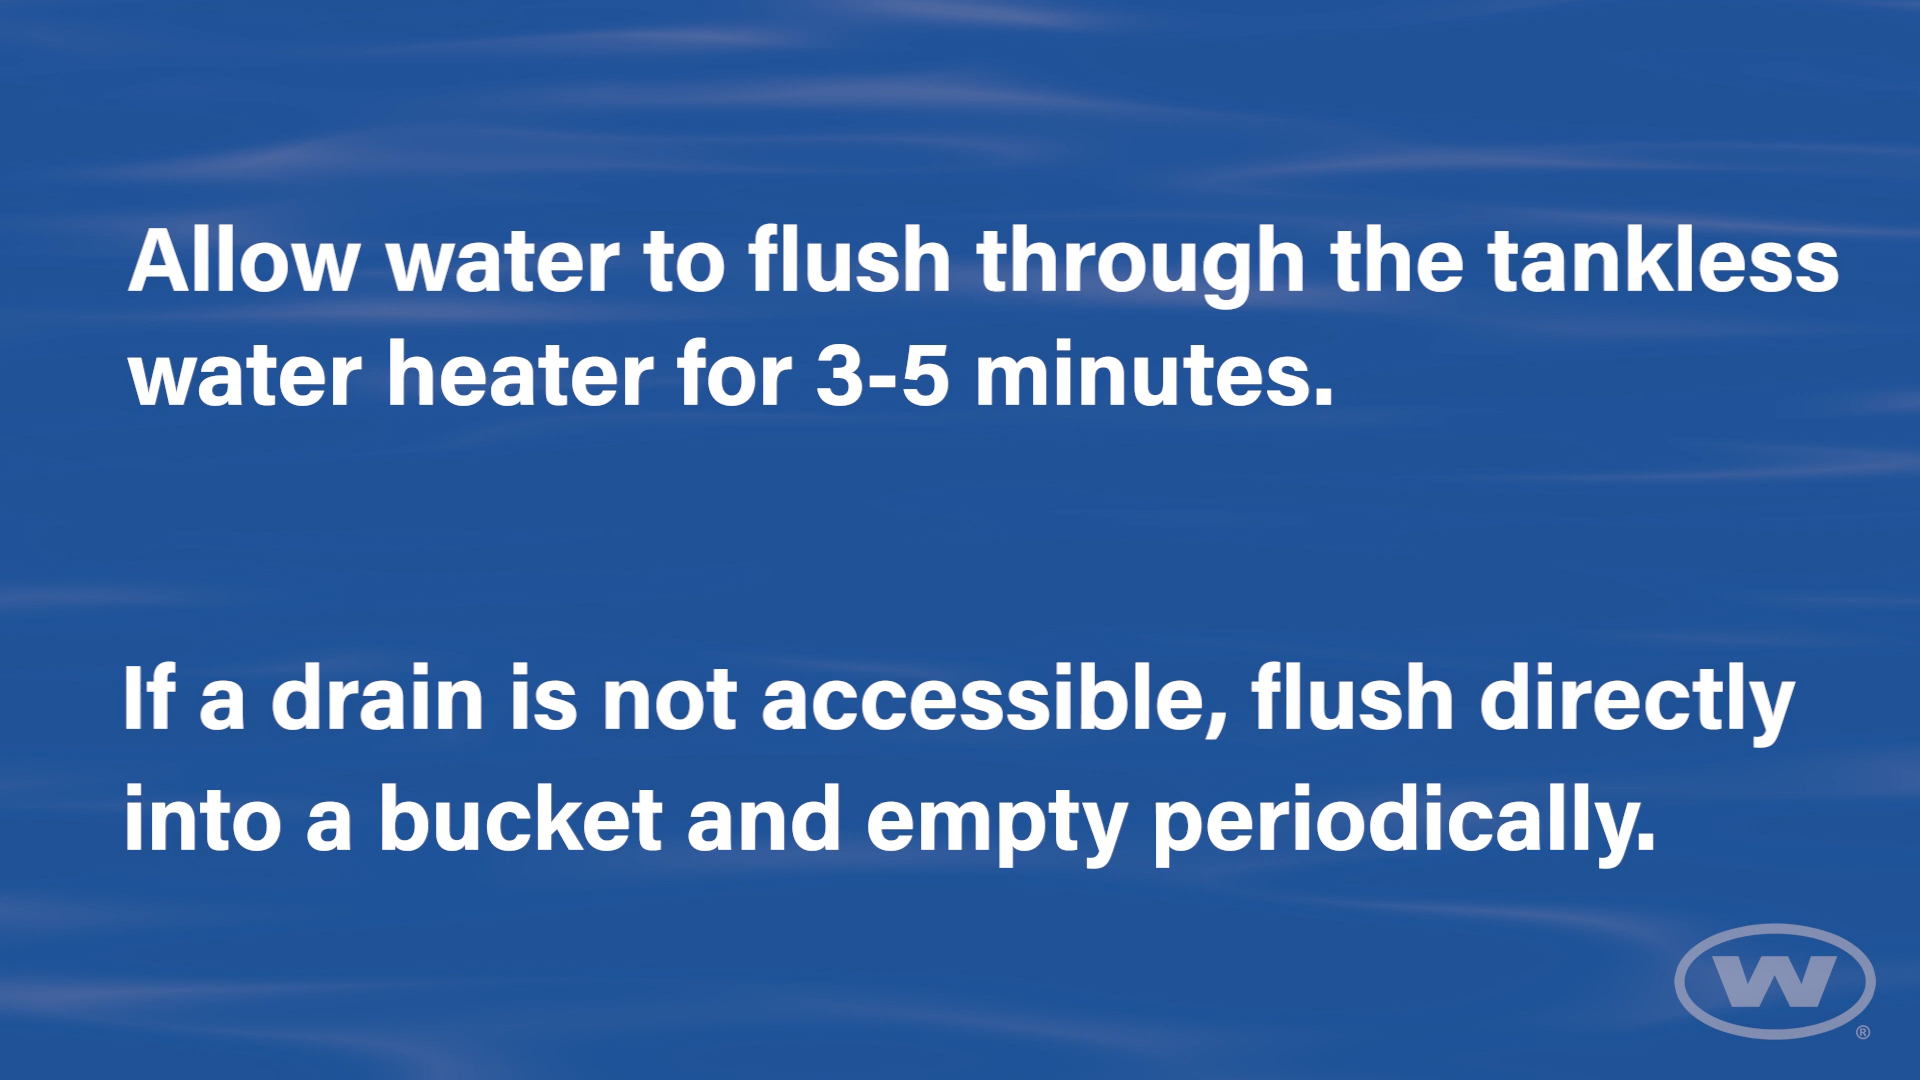 Allow water to flush through the tankless
water heater for 3-5 minutes.
If a drain is not accessible, flush directly
into a bucket and empty periodically.
W
®